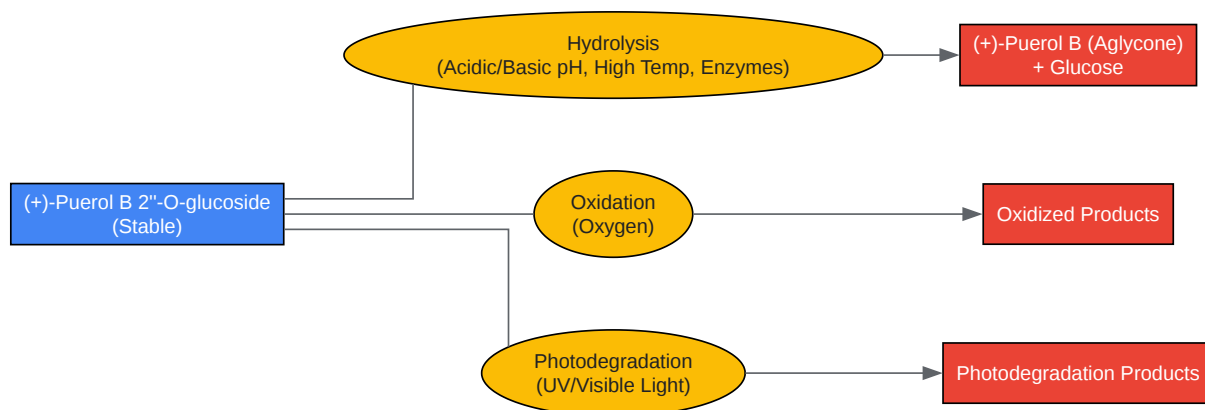 Hydrolysis
(Acidic/Basic pH, High Temp, Enzymes)
(+)-Puerol B (Aglycone)
+ Glucose
(+)-Puerol B 2''-O-glucoside
(Stable)
Oxidation
(Oxygen)
Oxidized Products
Photodegradation
(UV/Visible Light)
Photodegradation Products